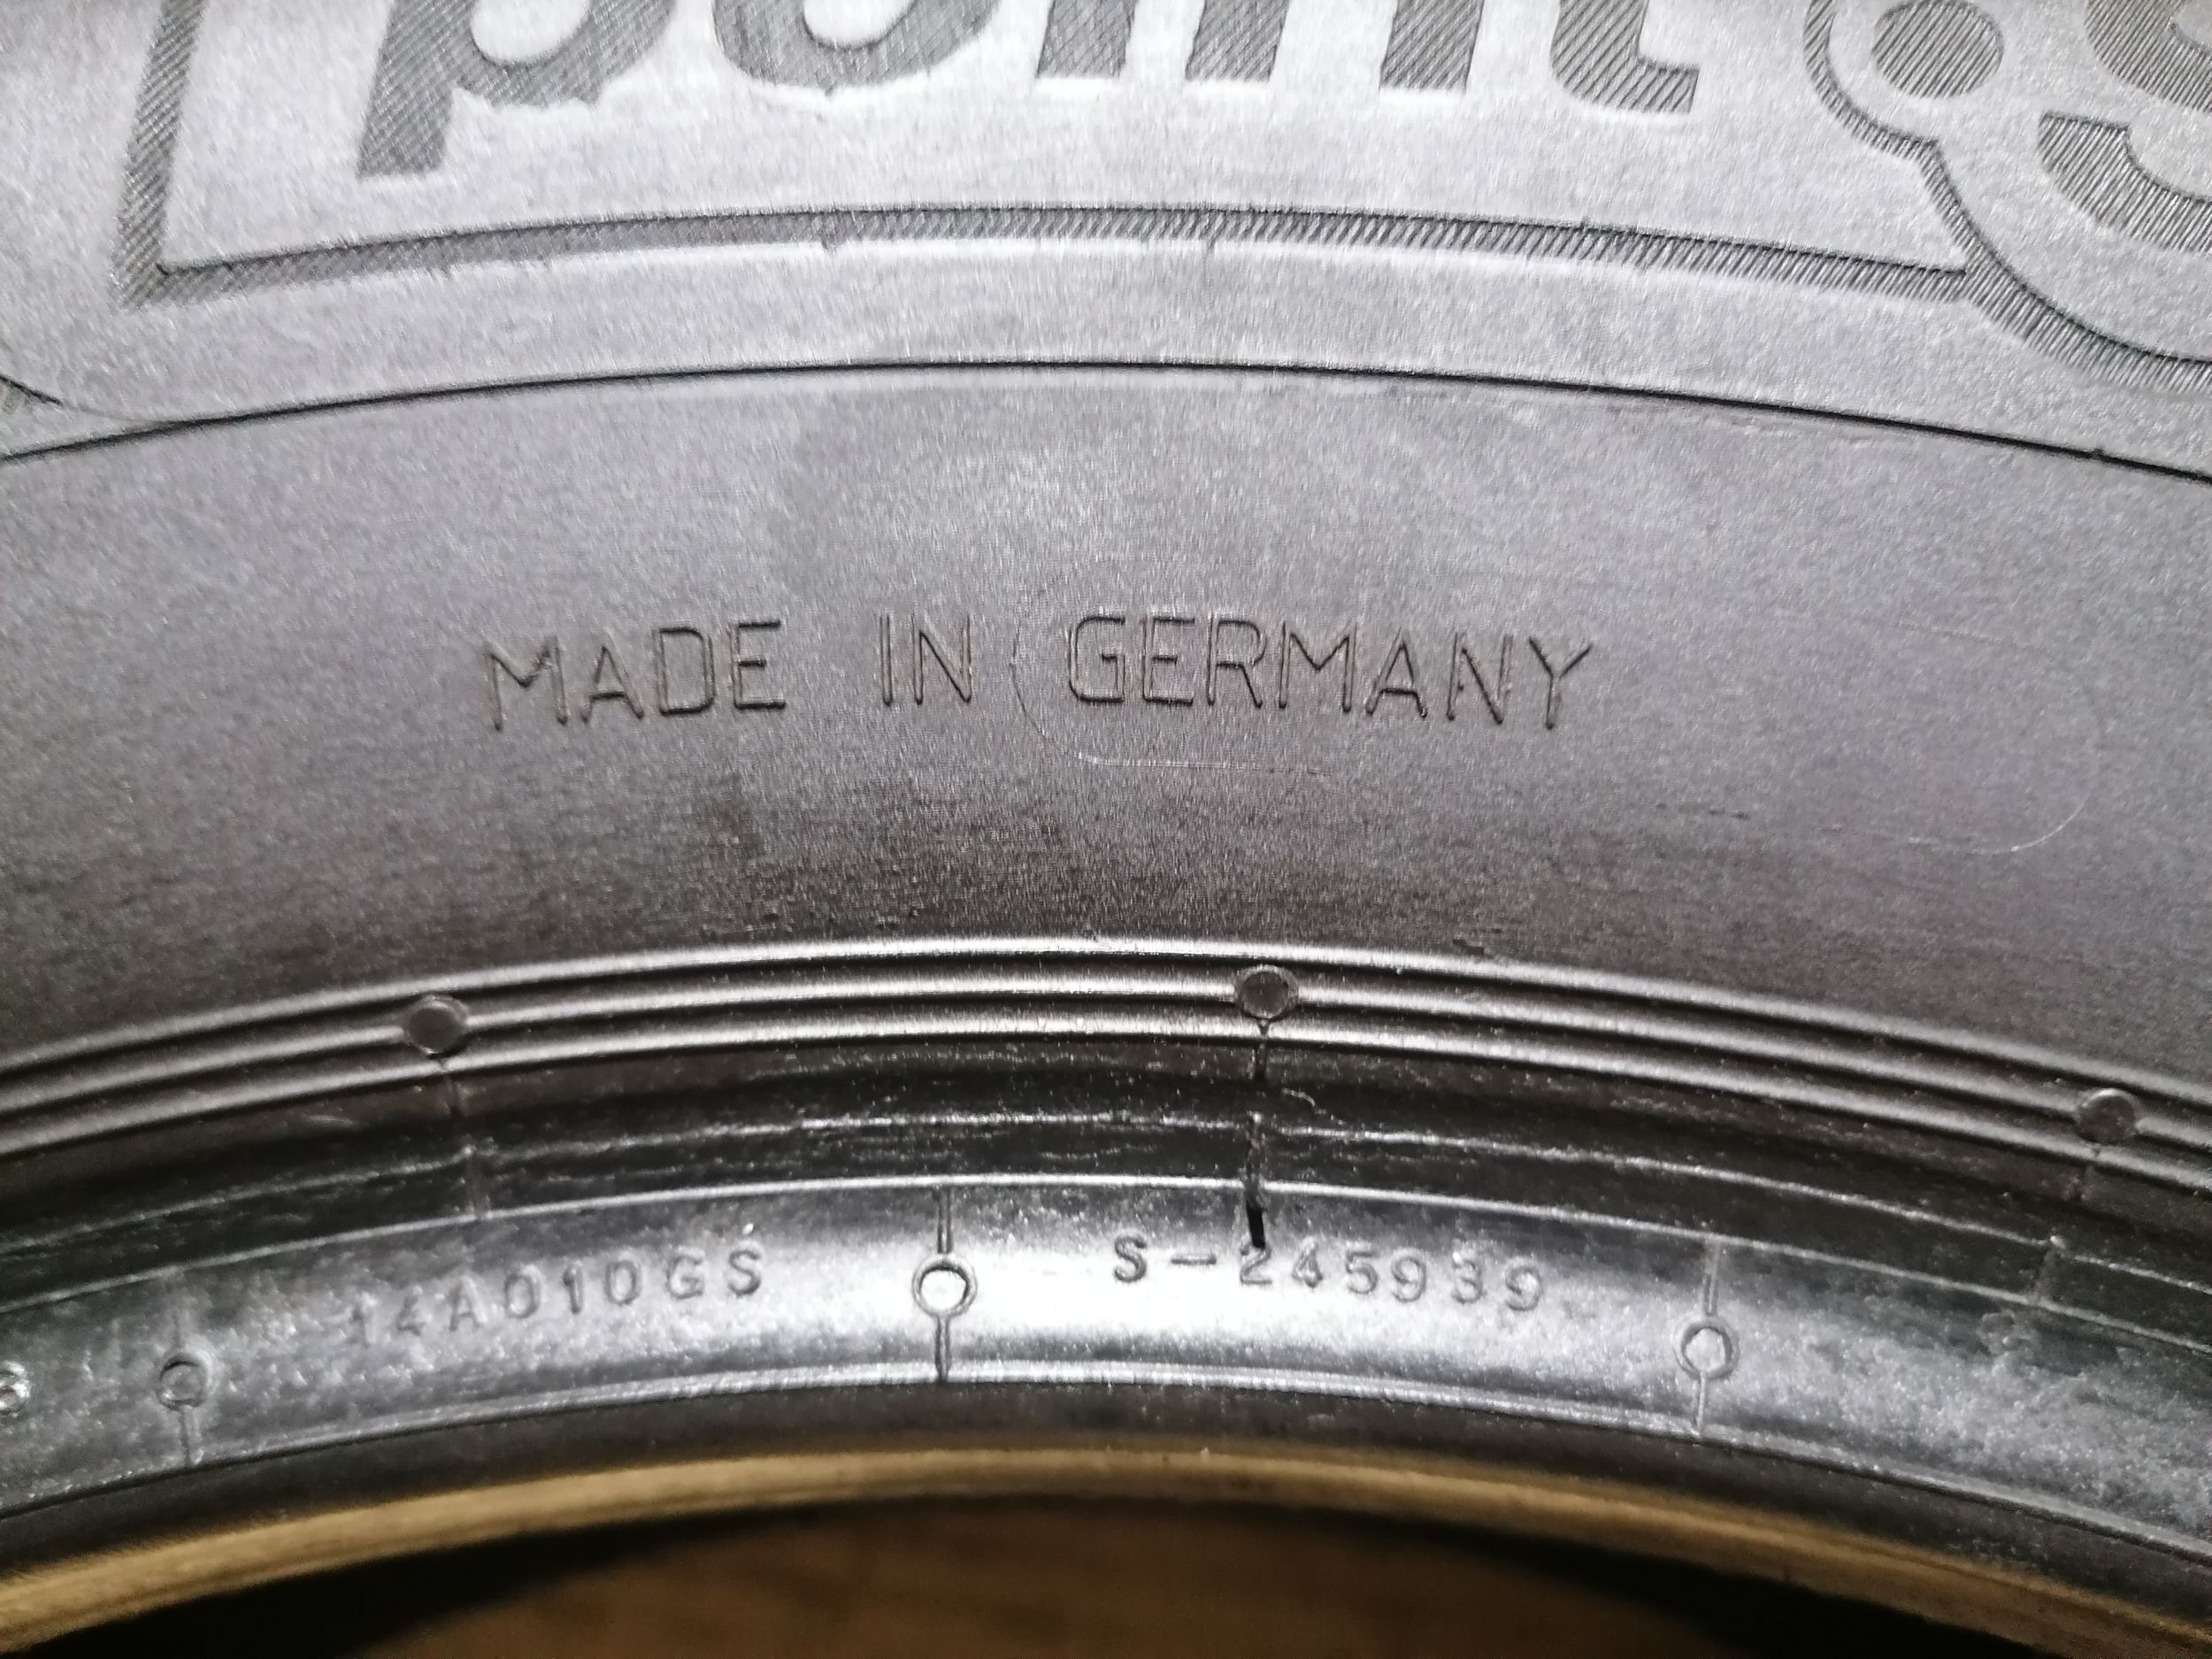 point s
MADE IN GERMANY
14A010GS
S-245939